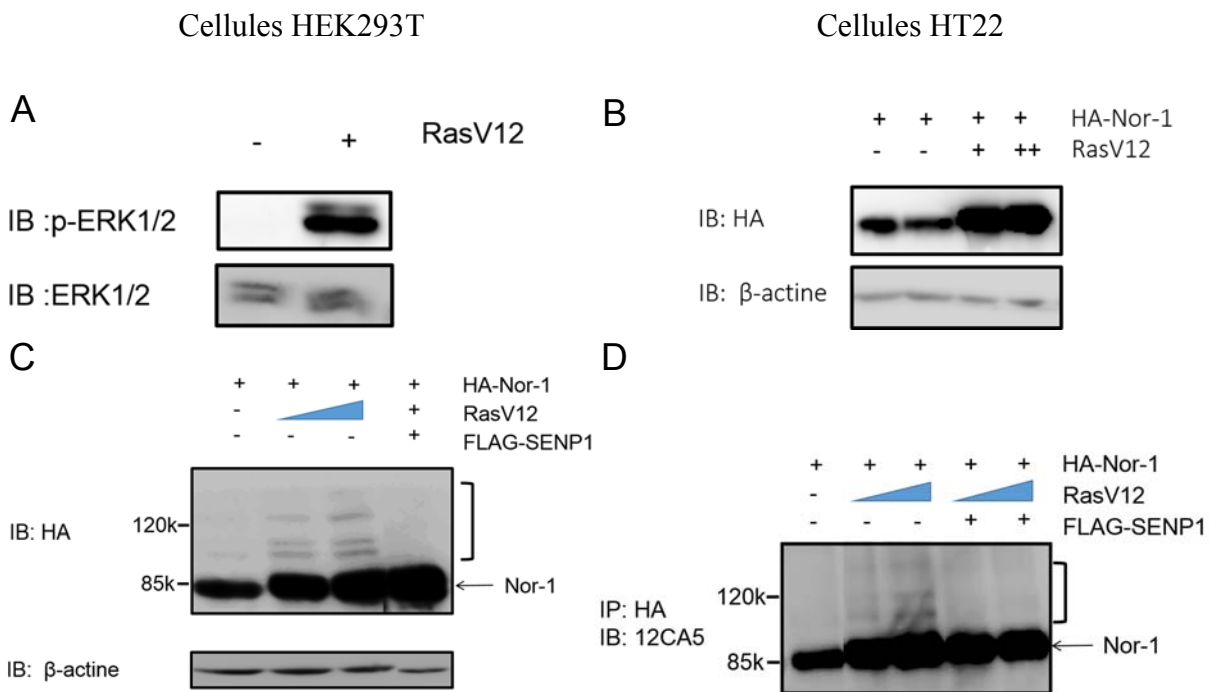 Cellules HEK293T
Cellules HT22
A
- + RasV12
IB :p-ERK1/2
IB :ERK1/2
B
+ + + + HA-Nor-1
- - + ++ RasV12
IB: HA
IB: β-actine
C
+ + + + HA-Nor-1
- + RasV12
- - - + FLAG-SENP1
IB: HA
120k
85k
Nor-1
IB: β-actine
D
+ + + + + HA-Nor-1
- RasV12
- - - + + FLAG-SENP1
IP: HA
IB: 12CA5
120k
85k
Nor-1